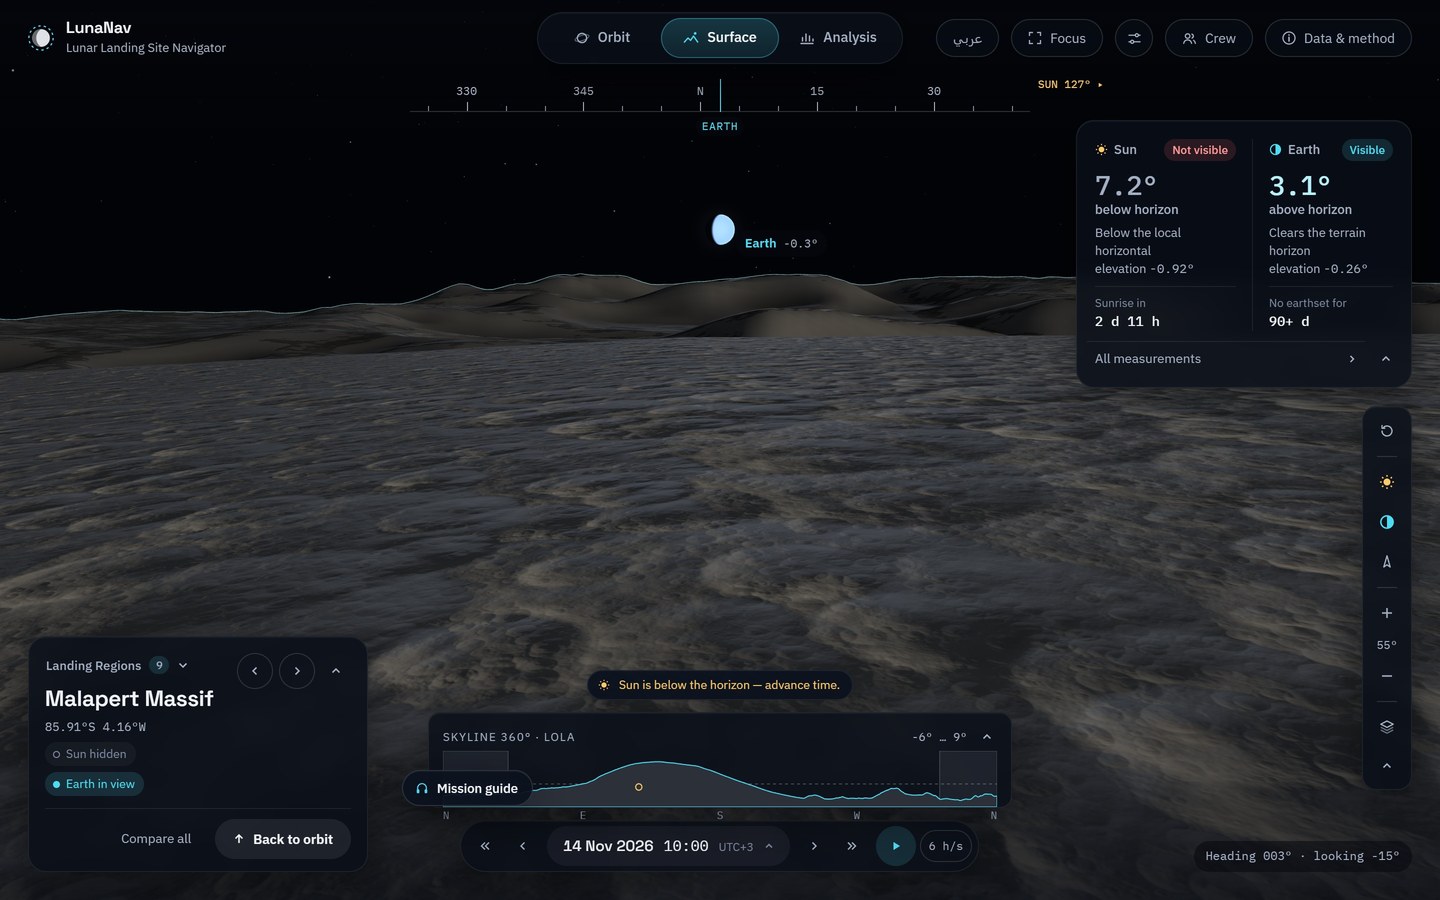 LunaNav
Lunar Landing Site Navigator
Orbit
Surface
Analysis
عربي
Focus
Crew
Data & method
SUN 127° ▸
330
345
N
15
30
EARTH
Sun
Not visible
7.2°
below horizon
Below the local
horizontal
elevation -0.92°
Sunrise in
2 d 11 h
Earth
Visible
3.1°
above horizon
Clears the terrain
horizon
elevation -0.26°
No earthset for
90+ d
All measurements
Earth -0.3°
55°
Landing Regions 9
Malapert Massif
85.91°S 4.16°W
Sun hidden
Earth in view
Compare all
Back to orbit
Sun is below the horizon — advance time.
SKYLINE 360° · LOLA
-6° … 9°
Mission guide
N
E
S
W
N
14 Nov 2026 10:00 UTC+3
6 h/s
Heading 003° · looking -15°